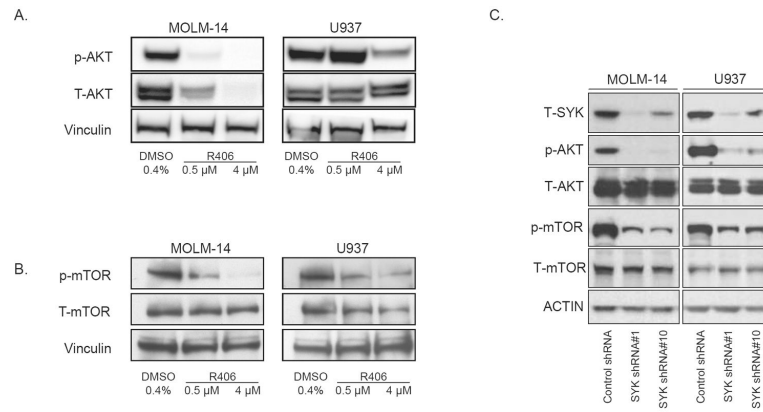 A.
MOLM-14 U937
p-AKT
T-AKT
Vinculin
DMSO 0.4% R406 0.5 µM 4 µM DMSO 0.4% R406 0.5 µM 4 µM
B.
MOLM-14 U937
p-mTOR
T-mTOR
Vinculin
DMSO 0.4% R406 0.5 µM 4 µM DMSO 0.4% R406 0.5 µM 4 µM
C.
MOLM-14 U937
T-SYK
p-AKT
T-AKT
p-mTOR
T-mTOR
ACTIN
Control shRNA
SYK shRNA#1
SYK shRNA#10
Control shRNA
SYK shRNA#1
SYK shRNA#10